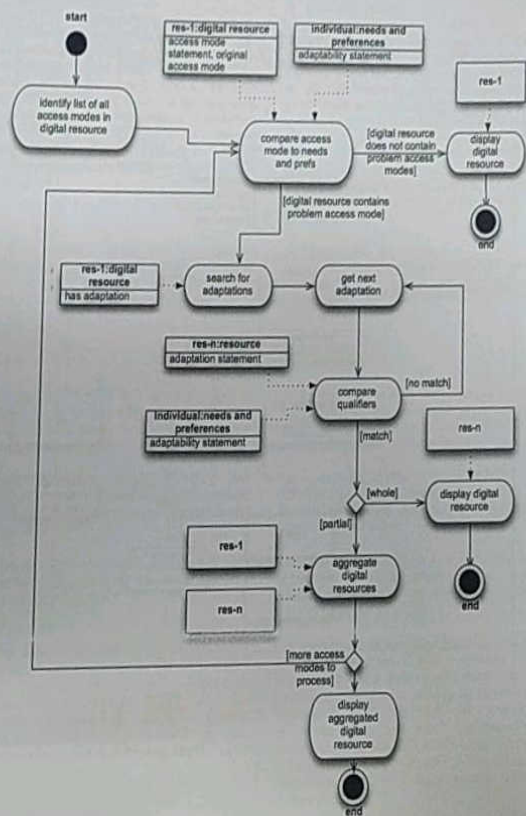 start
res-1:digital resource
access mode
statement, original
access mode
individual:needs and
preferences
adaptability statement
identify list of all
access modes in
digital resource
compare access
mode to needs
and prefs
[digital resource
does not contain
problem access
modes]
res-1
display
digital
resource
end
[digital resource contains
problem access mode]
res-1:digital
resource
has adaptation
search for
adaptations
get next
adaptation
res-n:resource
adaptation statement
individual:needs and
preferences
adaptability statement
compare
qualifiers
[no match]
[match]
res-n
[whole]
display digital
resource
end
[partial]
res-1
res-n
aggregate
digital
resources
[more access
modes to
process]
display
aggregated
digital
resource
end